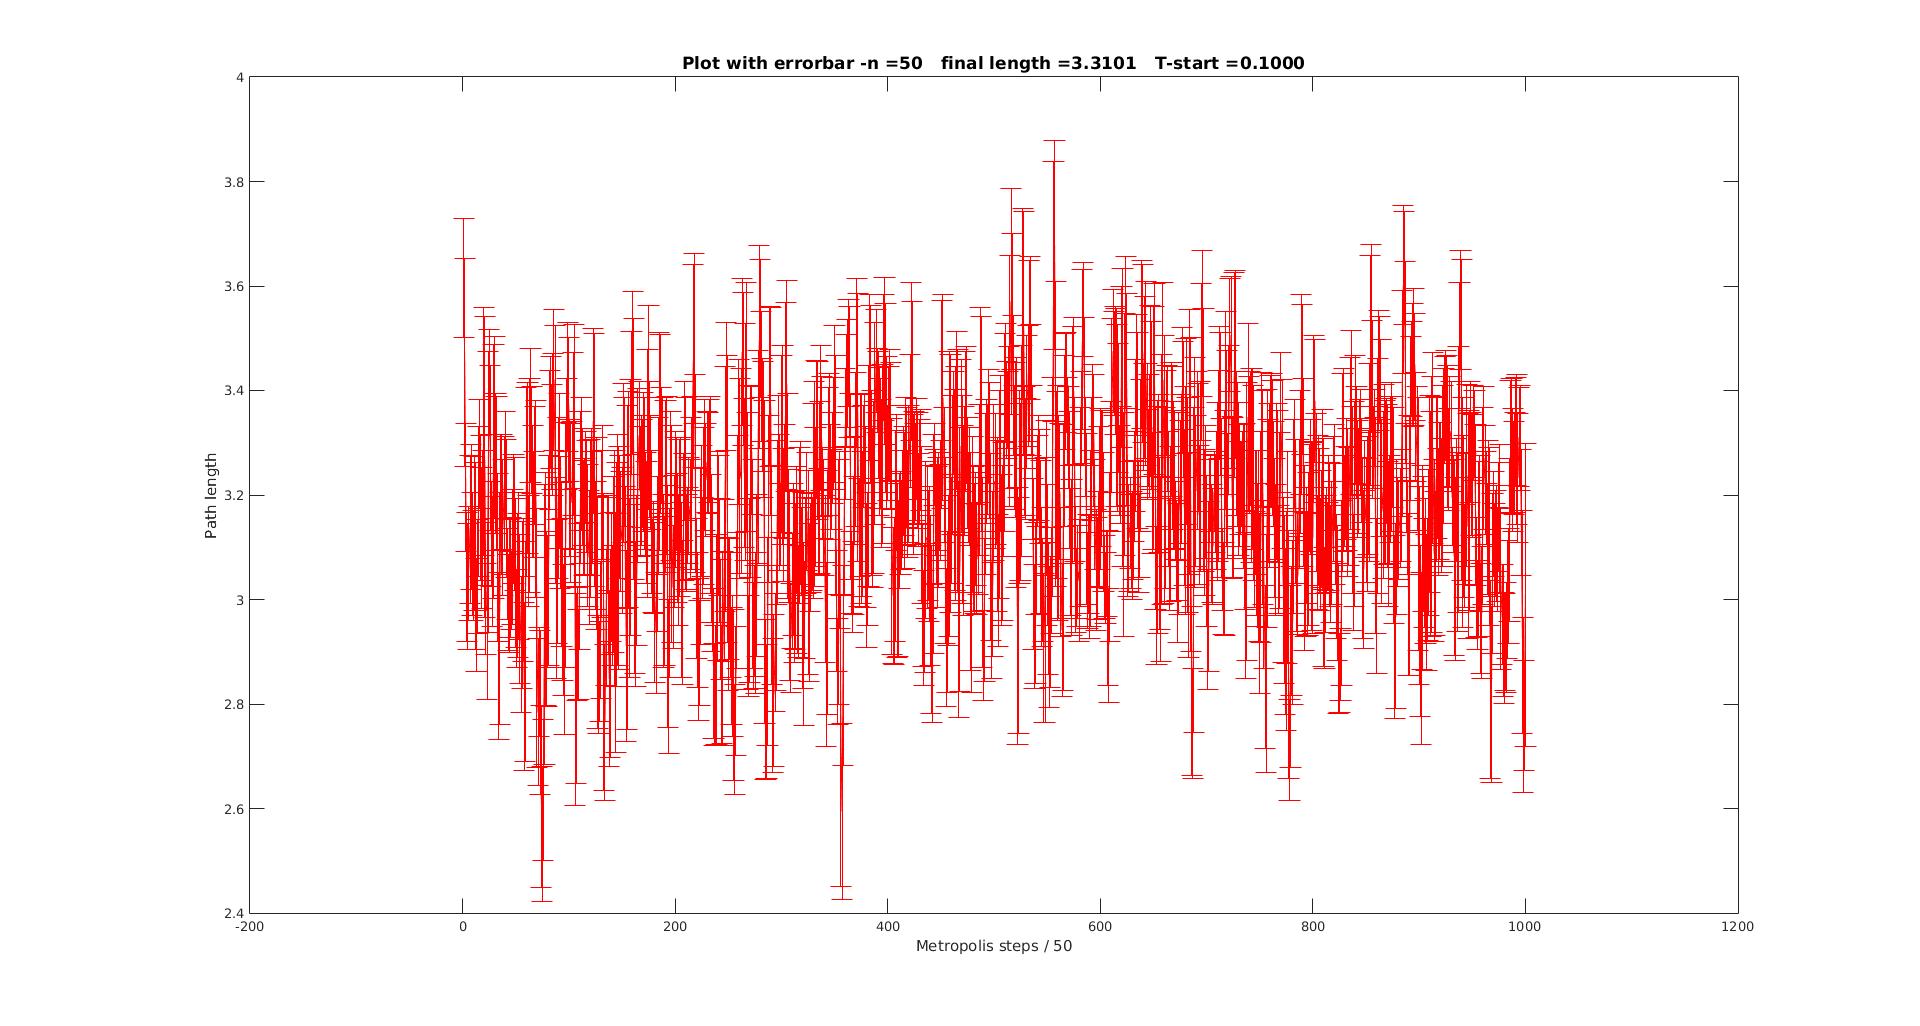 Plot with errorbar -n =50 final length =3.3101 T-start =0.1000
4
3.8
3.6
3.4
3.2
3
2.8
2.6
2.4
Path length
-200 0 200 400 600 800 1000 1200
Metropolis steps / 50